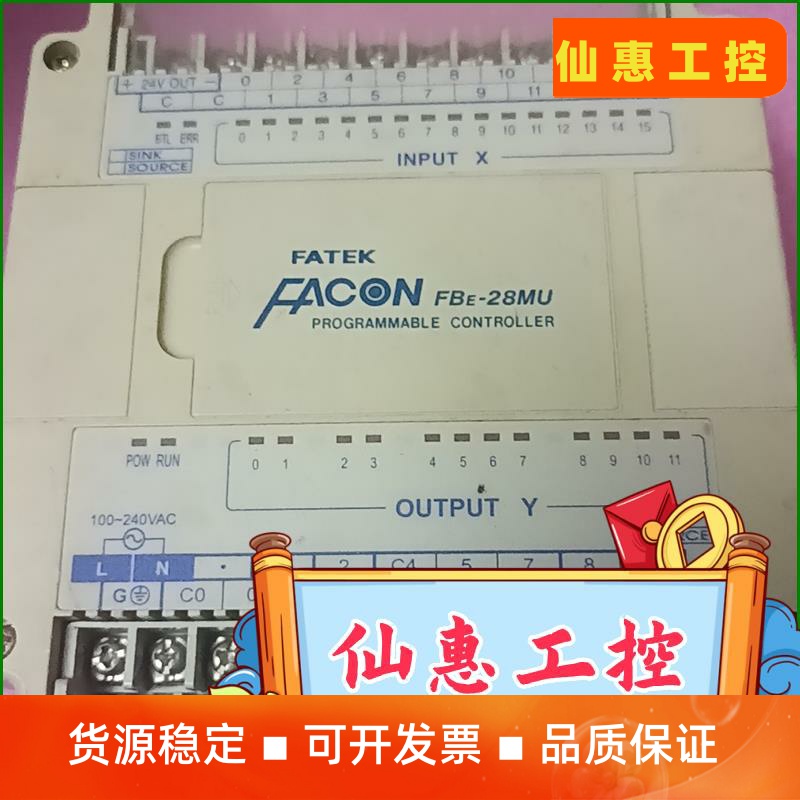 仙惠工控
+ 24V OUT - 0 2 4 6 8 10
C C 1 3 5 7 9 11
BTL ERR 0 1 2 3 4 5 6 7 8 9 10 11 12 13 14 15
SINK
SOURCE
INPUT X
FATEK
FACON FBE-28MU
PROGRAMMABLE CONTROLLER
POW RUN 0 1 2 3 4 5 6 7 8 9 10 11
OUTPUT Y
100~240VAC
L N • 2 C4 5 7 8
G C0
仙惠工控
货源稳定 ■ 可开发票 ■ 品质保证